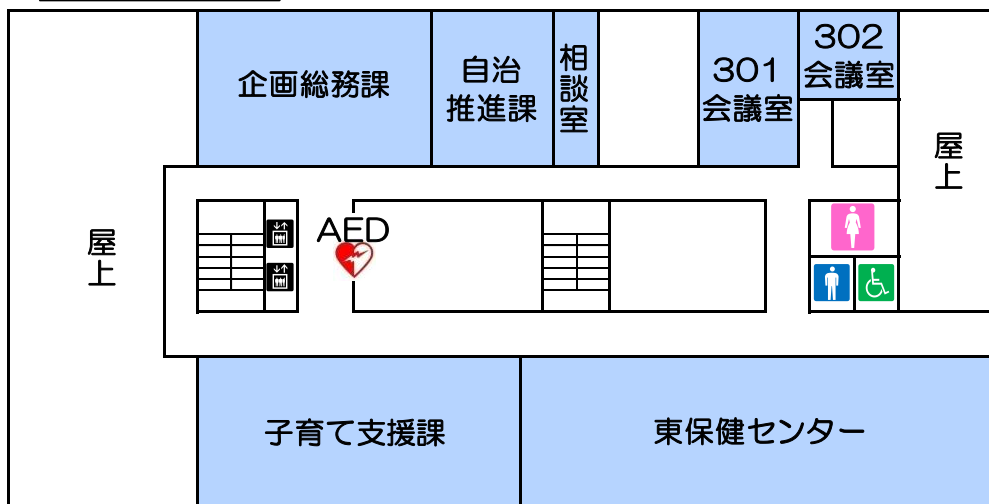 企画総務課
自治
推進課
相談室
301
会議室
302
会議室
屋上
屋上
AED
子育て支援課
東保健センター